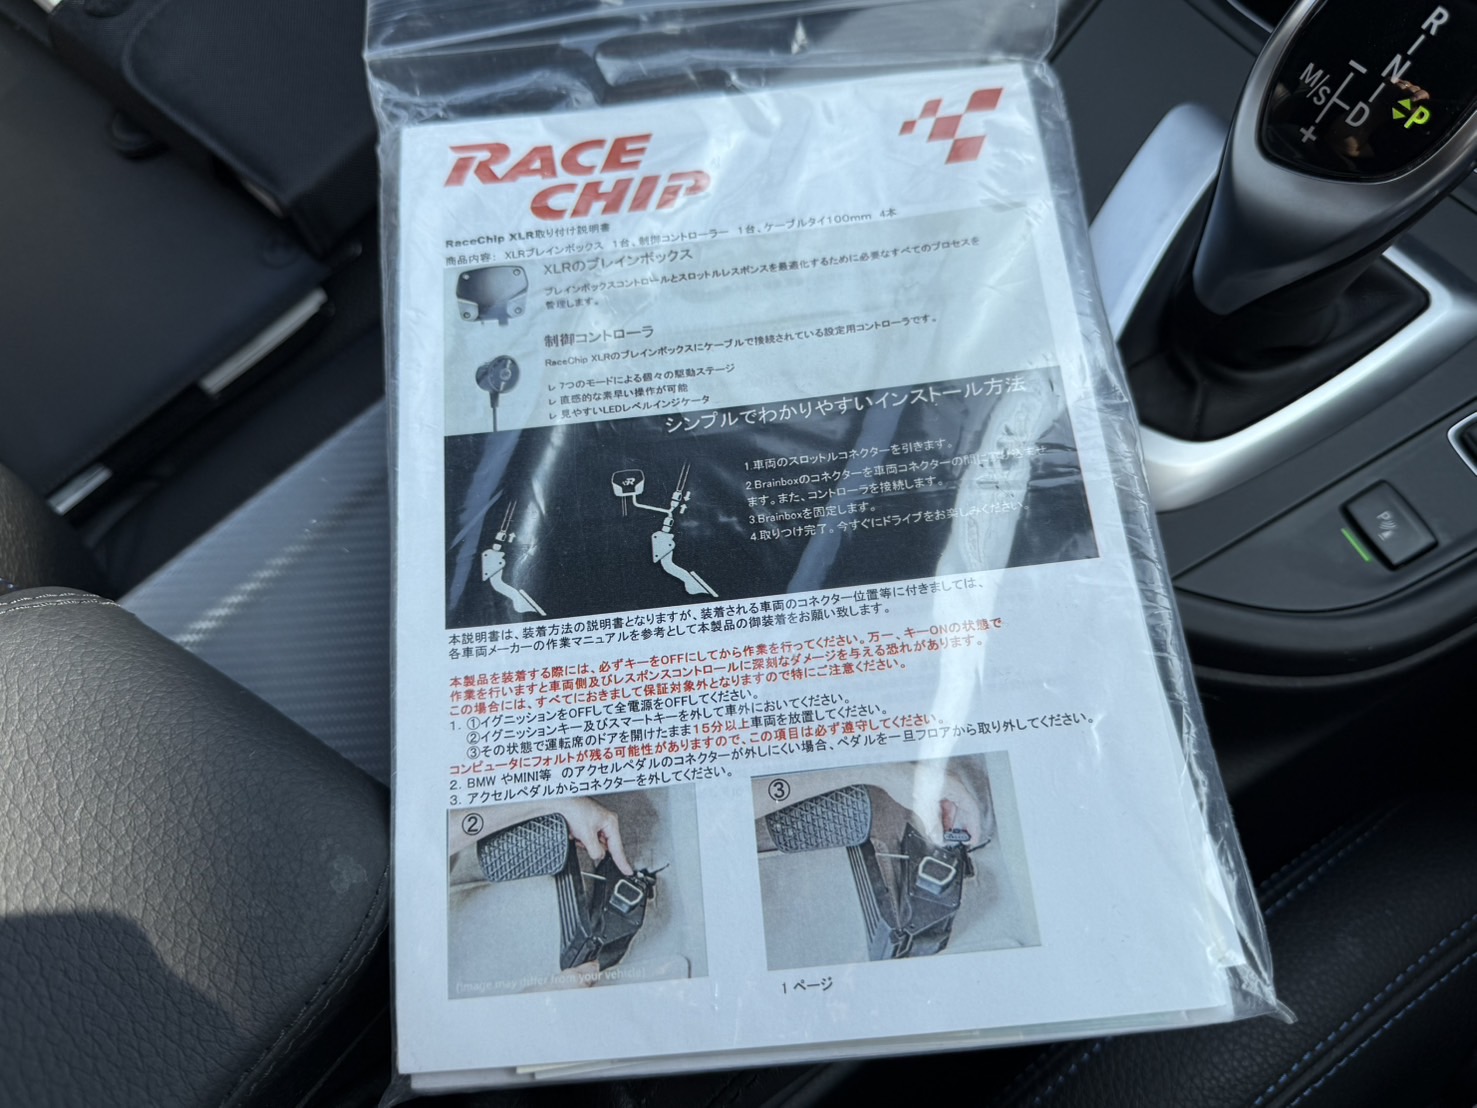 RACE
CHIP
RaceChip XLR取り付け説明書
商品内容: XLRブレインボックス 1台、制御コントローラー 1台、ケーブルタイ100mm 4本
XLRのブレインボックス
ブレインボックスコントロールとスロットルレスポンスを最適化するために必要なすべてのプロセスを
管理します。
制御コントローラ
RaceChip XLRのブレインボックスにケーブルで接続されている設定用コントローラです。
レ 7つのモードによる個々の駆動ステージ
レ 直感的な素早い操作が可能
レ 見やすいLEDレベルインジケータ
シンプルでわかりやすいインストール方法
1.車両のスロットルコネクターを引きます。
2.Brainboxのコネクターを車両コネクターの間に
ます。また、コントローラを接続します。
3.Brainboxを固定します。
4.取りつけ完了。今すぐにドライブをお楽しみください。
R
本説明書は、装着方法の説明書となりますが、装着される車両のコネクター位置等に付きましては、
各車両メーカーの作業マニュアルを参考として本製品の御装着をお願い致します。
本製品を装着する際には、必ずキーをOFFにしてから作業を行ってください。万一、キーONの状態で
作業を行いますと車両側及びレスポンスコントロールに深刻なダメージを与える恐れがあります。
この場合には、すべてにおきまして保証対象外となりますので特にご注意ください。
1. ①イグニッションをOFFして全電源をOFFしてください。
②イグニッションキー及びスマートキーを外して車外においてください。
③その状態で運転席のドアを開けたまま15分以上車両を放置してください。
コンピュータにフォルトが残る可能性がありますので、この項目は必ず遵守してください。
2. BMW やMINI等 のアクセルペダルのコネクターが外しにくい場合、ペダルを一旦フロアから取り外してください。
3. アクセルペダルからコネクターを外してください。
②
③
(Image may differ from your vehicle)
1 ページ
R
N
D
M/S
－
+
P
P